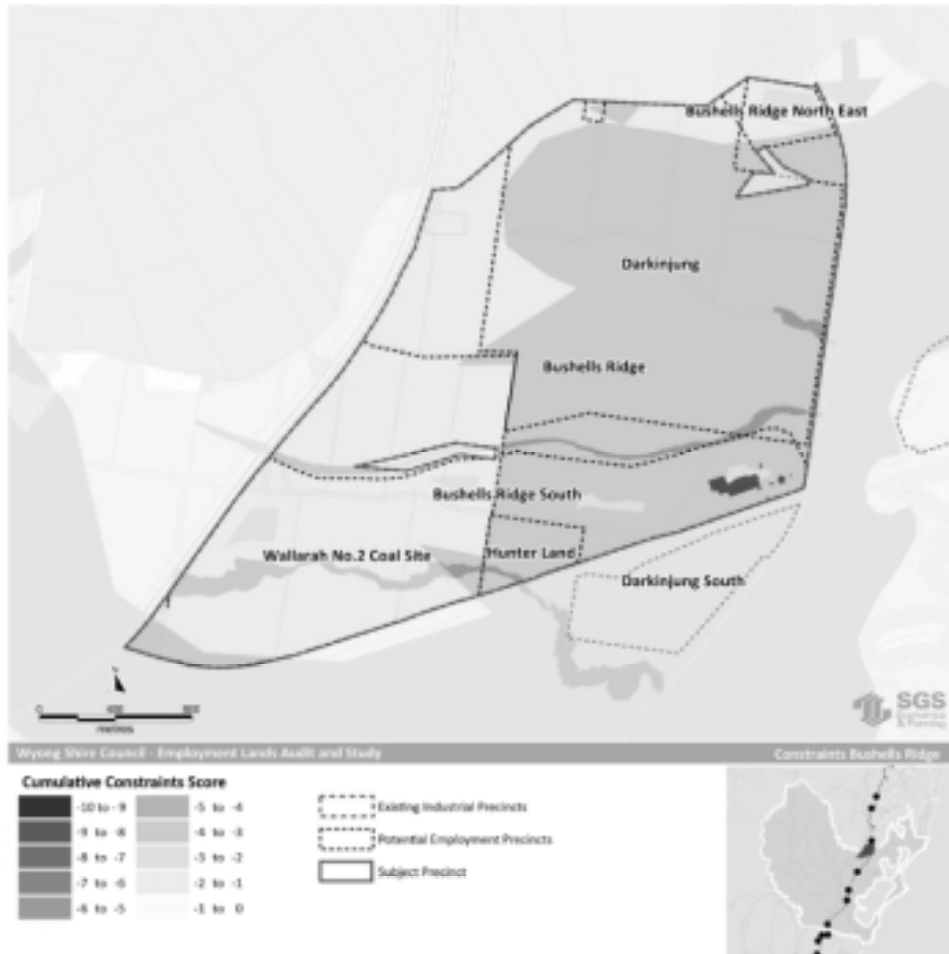 Bushells Ridge North East
Darkinjung
Bushells Ridge
Bushells Ridge South
Wallarah No.2 Coal Site
Hunter Land
Darkinjung South
0 400 800
metres
SGS
Economics
& Planning
Wyong Shire Council - Employment Lands Audit and Study
Constraints Bushells Ridge
Cumulative Constraints Score
-10 to -9
-9 to -8
-8 to -7
-7 to -6
-6 to -5
-5 to -4
-4 to -3
-3 to -2
-2 to -1
-1 to 0
Existing Industrial Precincts
Potential Employment Precincts
Subject Precinct